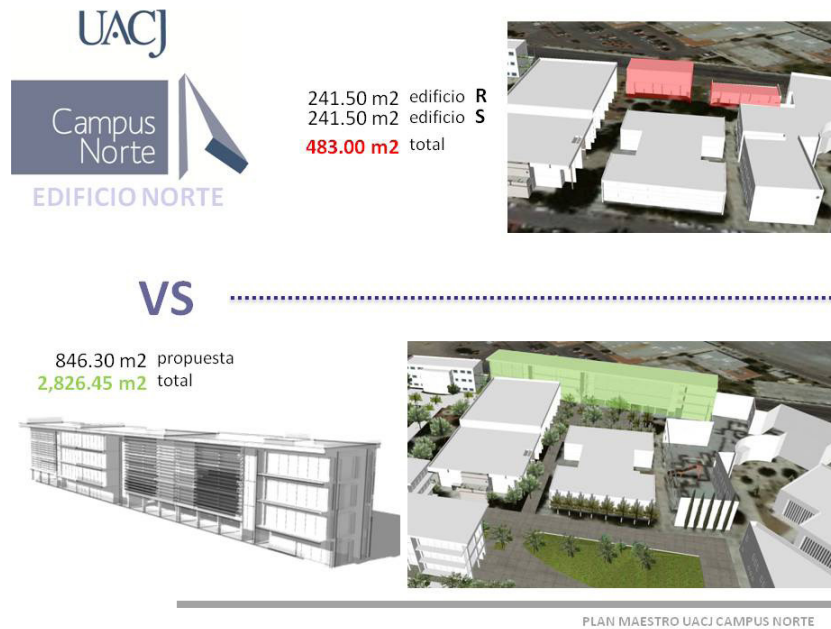 UACJ
Campus
Norte
EDIFICIO NORTE
241.50 m2 edificio R
241.50 m2 edificio S
483.00 m2 total
VS
846.30 m2 propuesta
2,826.45 m2 total
PLAN MAESTRO UACJ CAMPUS NORTE